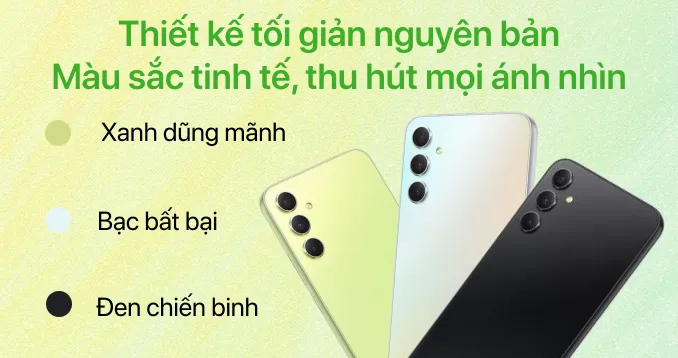 Thiết kế tối giản nguyên bản
Màu sắc tinh tế, thu hút mọi ánh nhìn
Xanh dũng mãnh
Bạc bất bại
Đen chiến binh